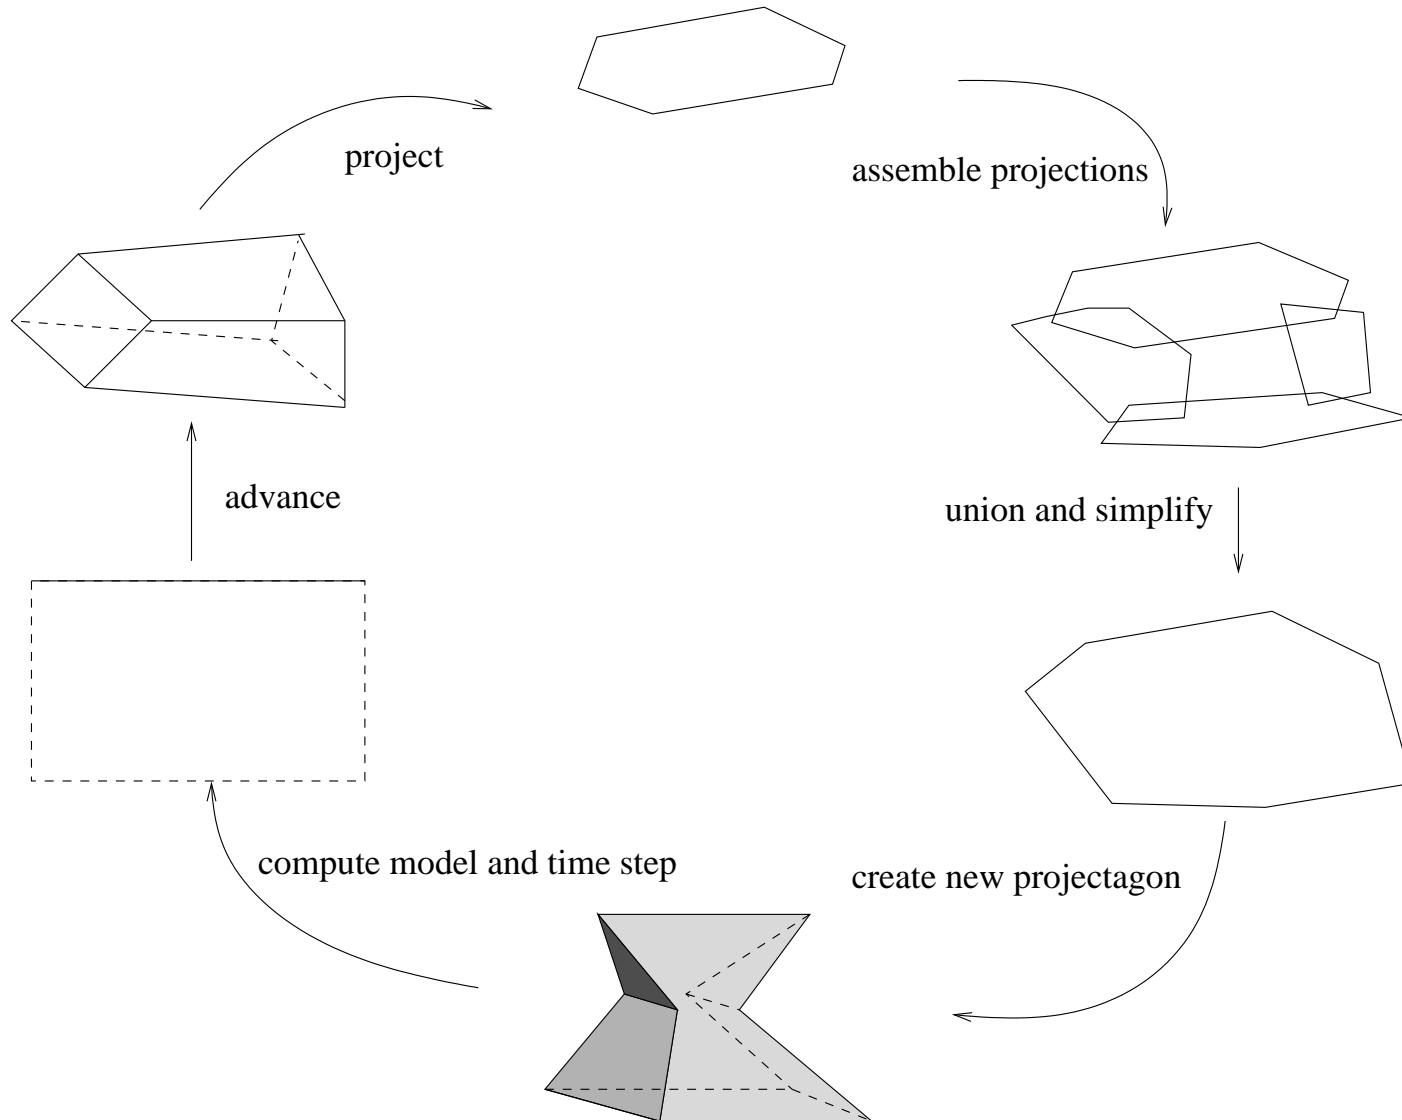 project
assemble projections
advance
union and simplify
compute model and time step
create new projectagon